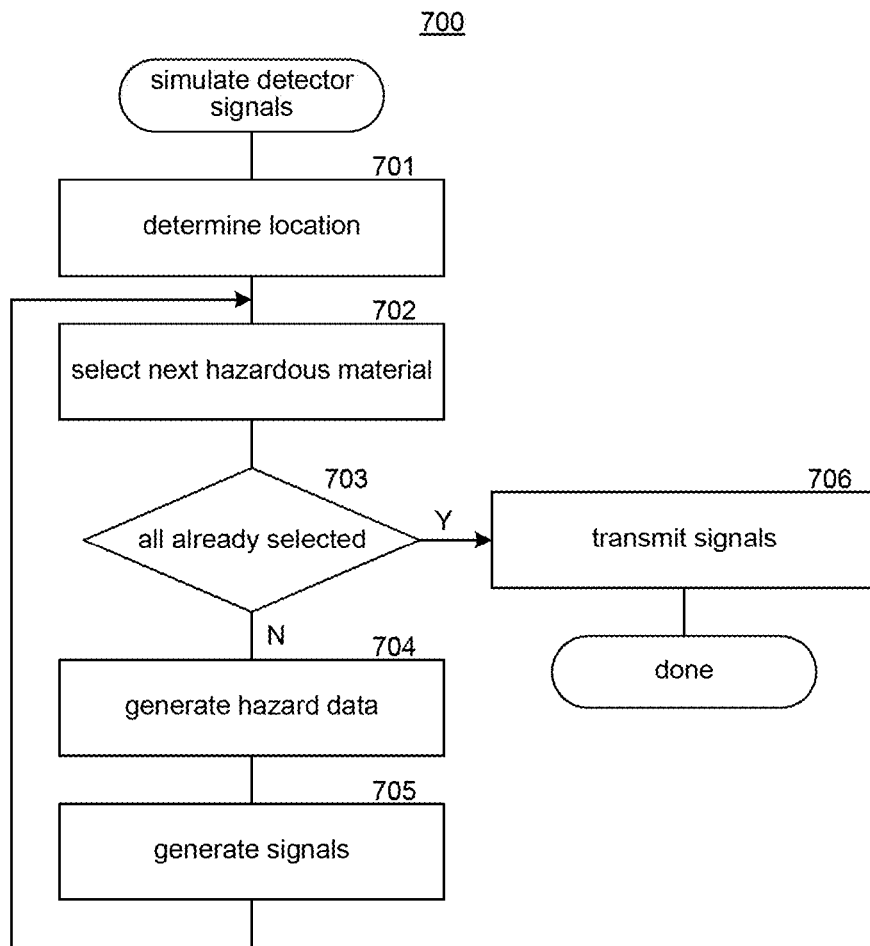 700
simulate detector
signals
701
determine location
702
select next hazardous material
703
all already selected
Y
706
transmit signals
done
N
704
generate hazard data
705
generate signals